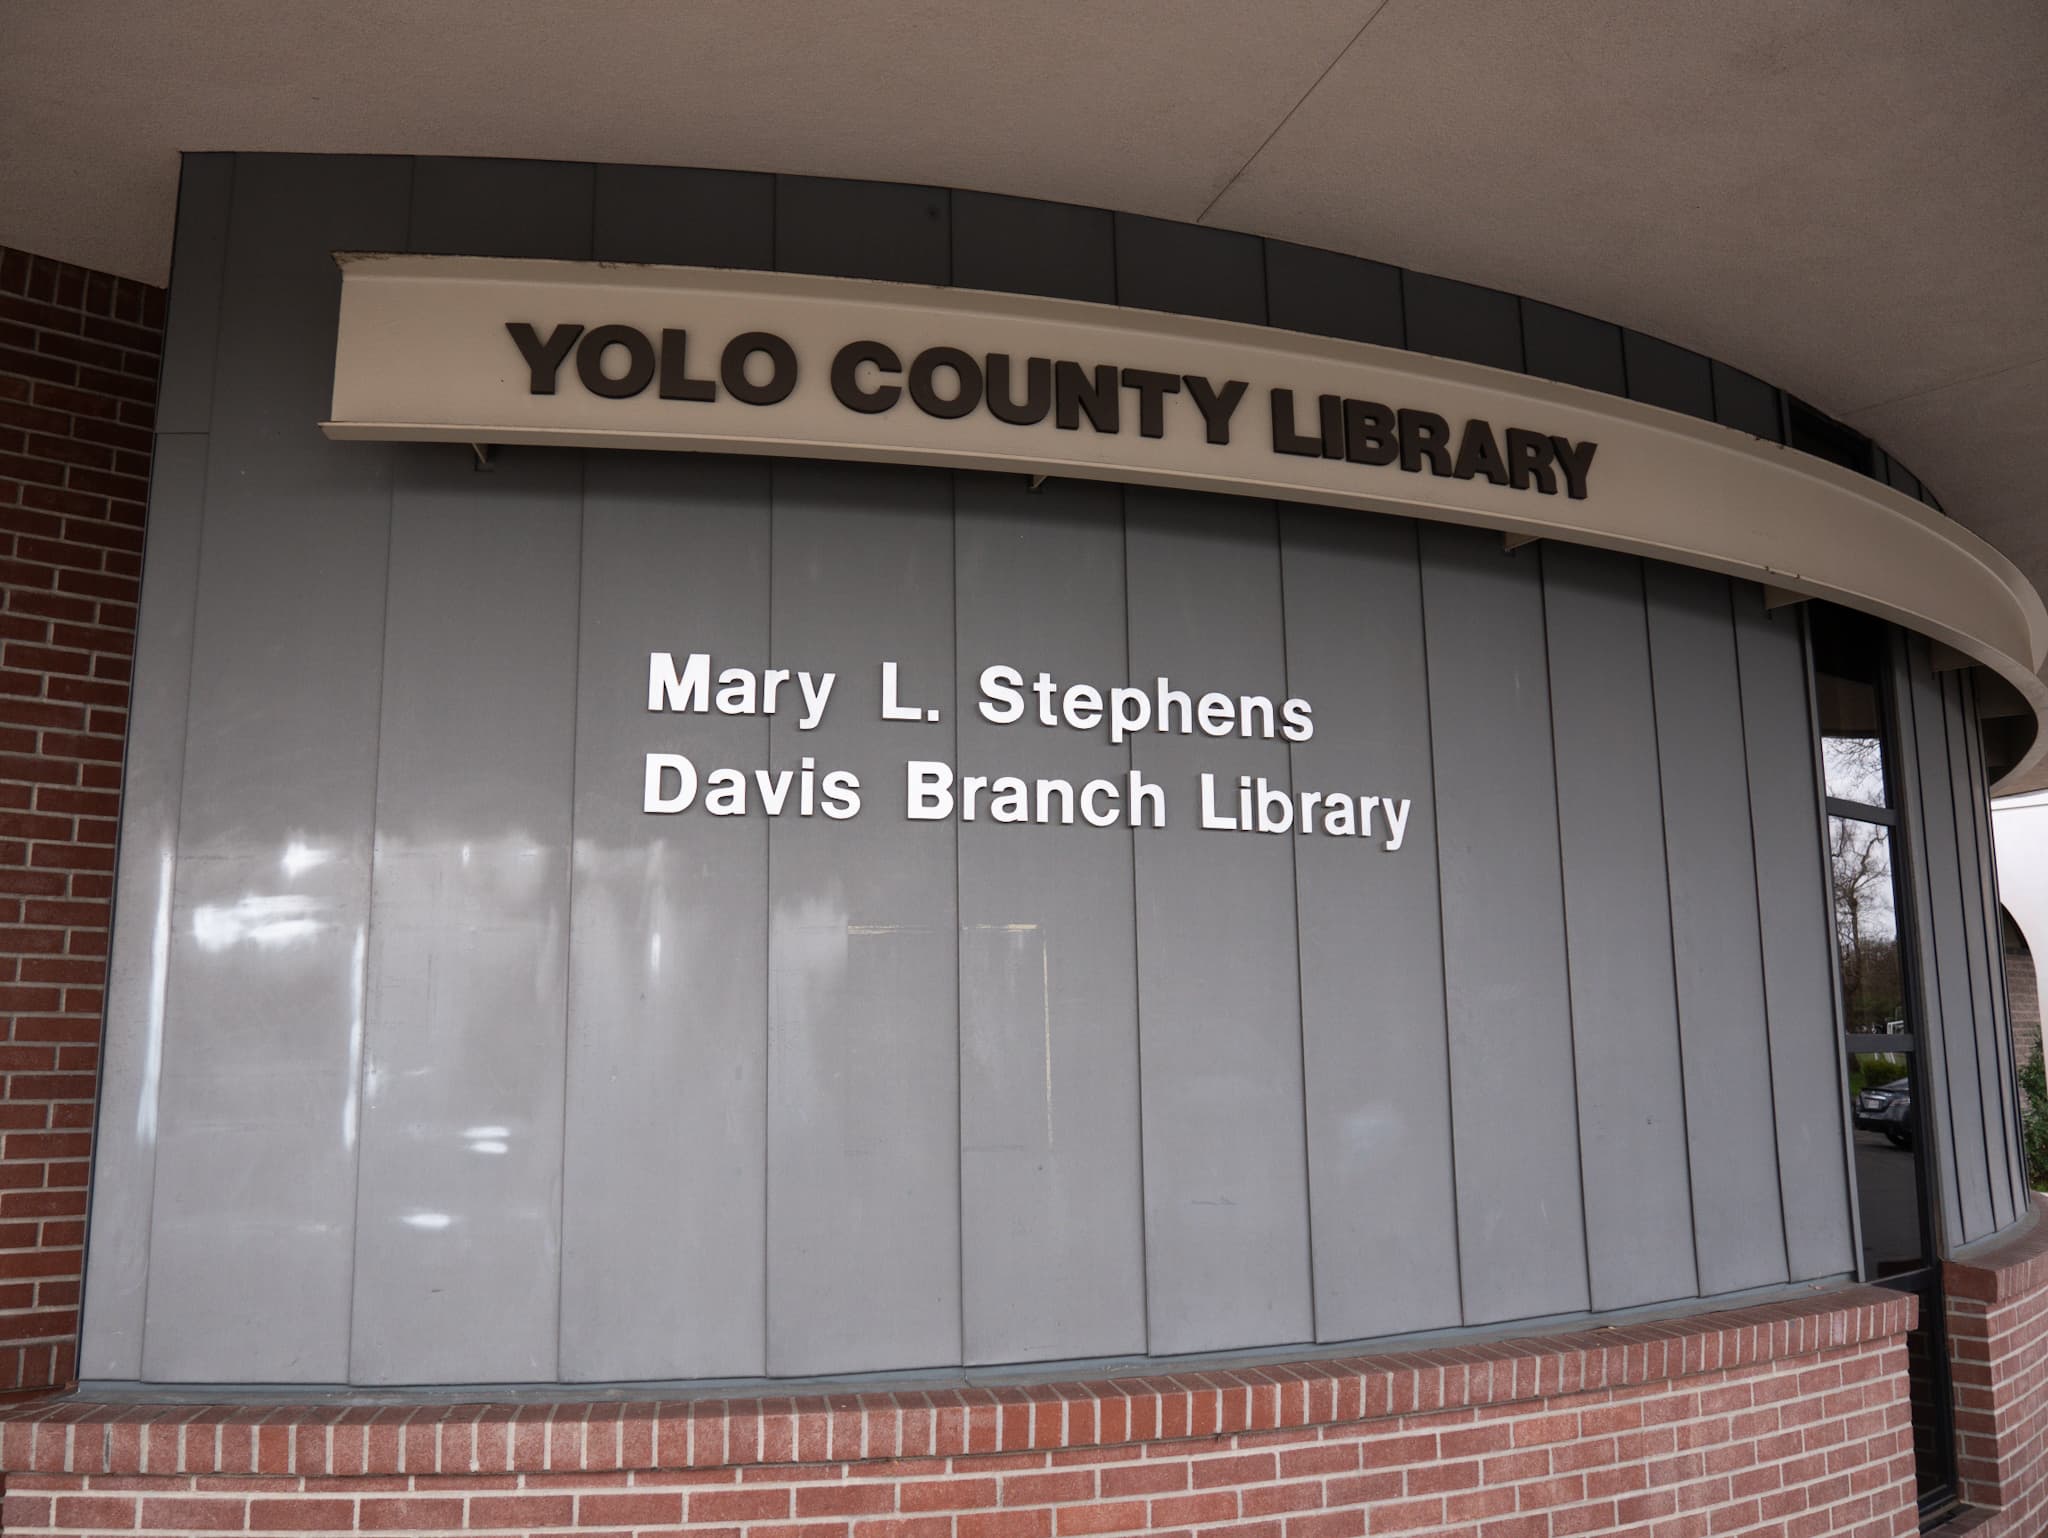 YOLO COUNTY LIBRARY
Mary L. Stephens
Davis Branch Library